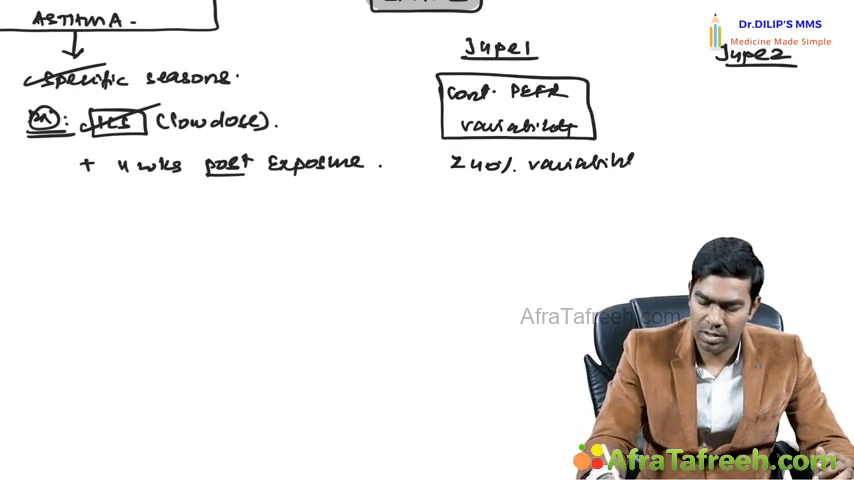 ASTHMA.
specific seasons.
Rx: ICS (low dose).
+ 4 wks post exposure.
Type 1
cont. PEFR
variability
≥40% variabili
Type 2
Dr.DILIP'S MMS
Medicine Made Simple
AfraTafreeh.com
AfraTafreeh.com